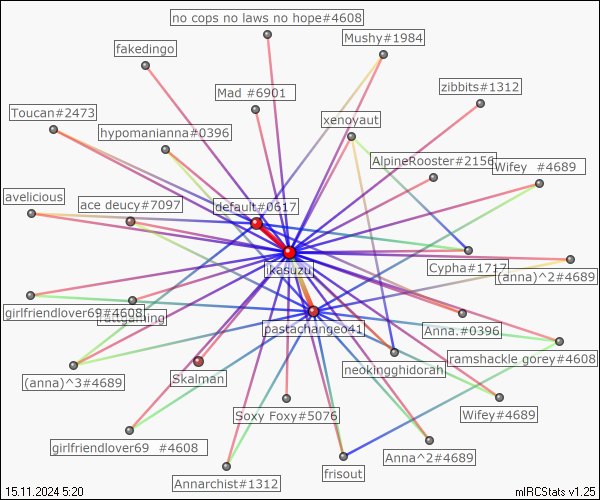 no cops no laws no hope#4608
Mushy#1984
fakedingo
zibbits#1312
Mad #6901
Toucan#2473
xenoyaut
hypomanianna#0396
AlpineRooster#2156
Wifey #4689
avelicious
ace deucy#7097
default#0617
Cypha#1717
ikasuzu
(anna)^2#4689
girlfriendlover69#4608
pastachangeo41
Anna.#0396
ramshackle gorey#4608
neokingghidorah
(anna)^3#4689
Skalman
Soxy Foxy#5076
Wifey#4689
girlfriendlover69 #4608
Anna^2#4689
frisout
Annarchist#1312
15.11.2024 5:20
mIRCStats v1.25